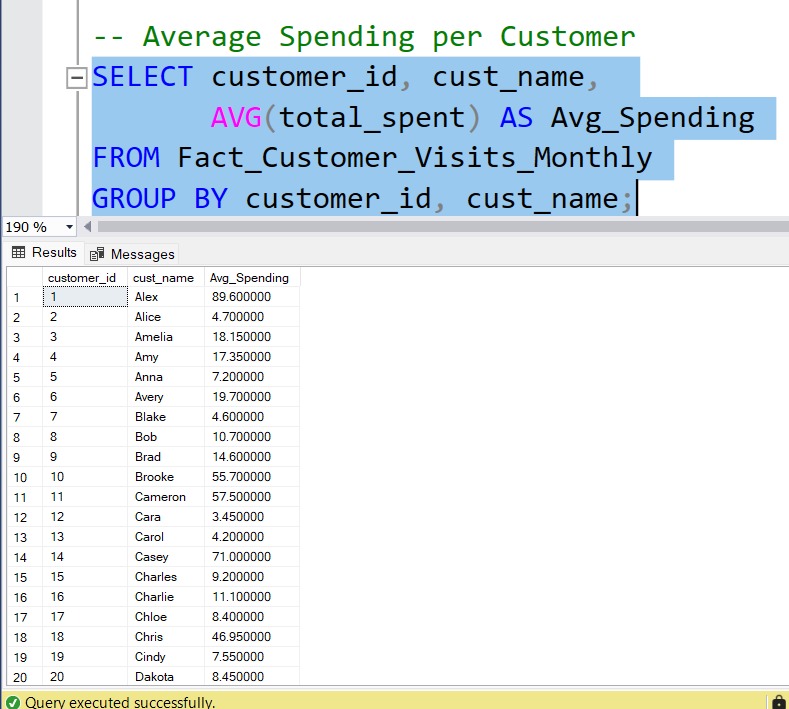 -- Average Spending per Customer
SELECT customer_id, cust_name,
AVG(total_spent) AS Avg_Spending
FROM Fact_Customer_Visits_Monthly
GROUP BY customer_id, cust_name;
190 %
Results Messages
customer_id cust_name Avg_Spending
1 1 Alex 89.600000
2 2 Alice 4.700000
3 3 Amelia 18.150000
4 4 Amy 17.350000
5 5 Anna 7.200000
6 6 Avery 19.700000
7 7 Blake 4.600000
8 8 Bob 10.700000
9 9 Brad 14.600000
10 10 Brooke 55.700000
11 11 Cameron 57.500000
12 12 Cara 3.450000
13 13 Carol 4.200000
14 14 Casey 71.000000
15 15 Charles 9.200000
16 16 Charlie 11.100000
17 17 Chloe 8.400000
18 18 Chris 46.950000
19 19 Cindy 7.550000
20 20 Dakota 8.450000
Query executed successfully.